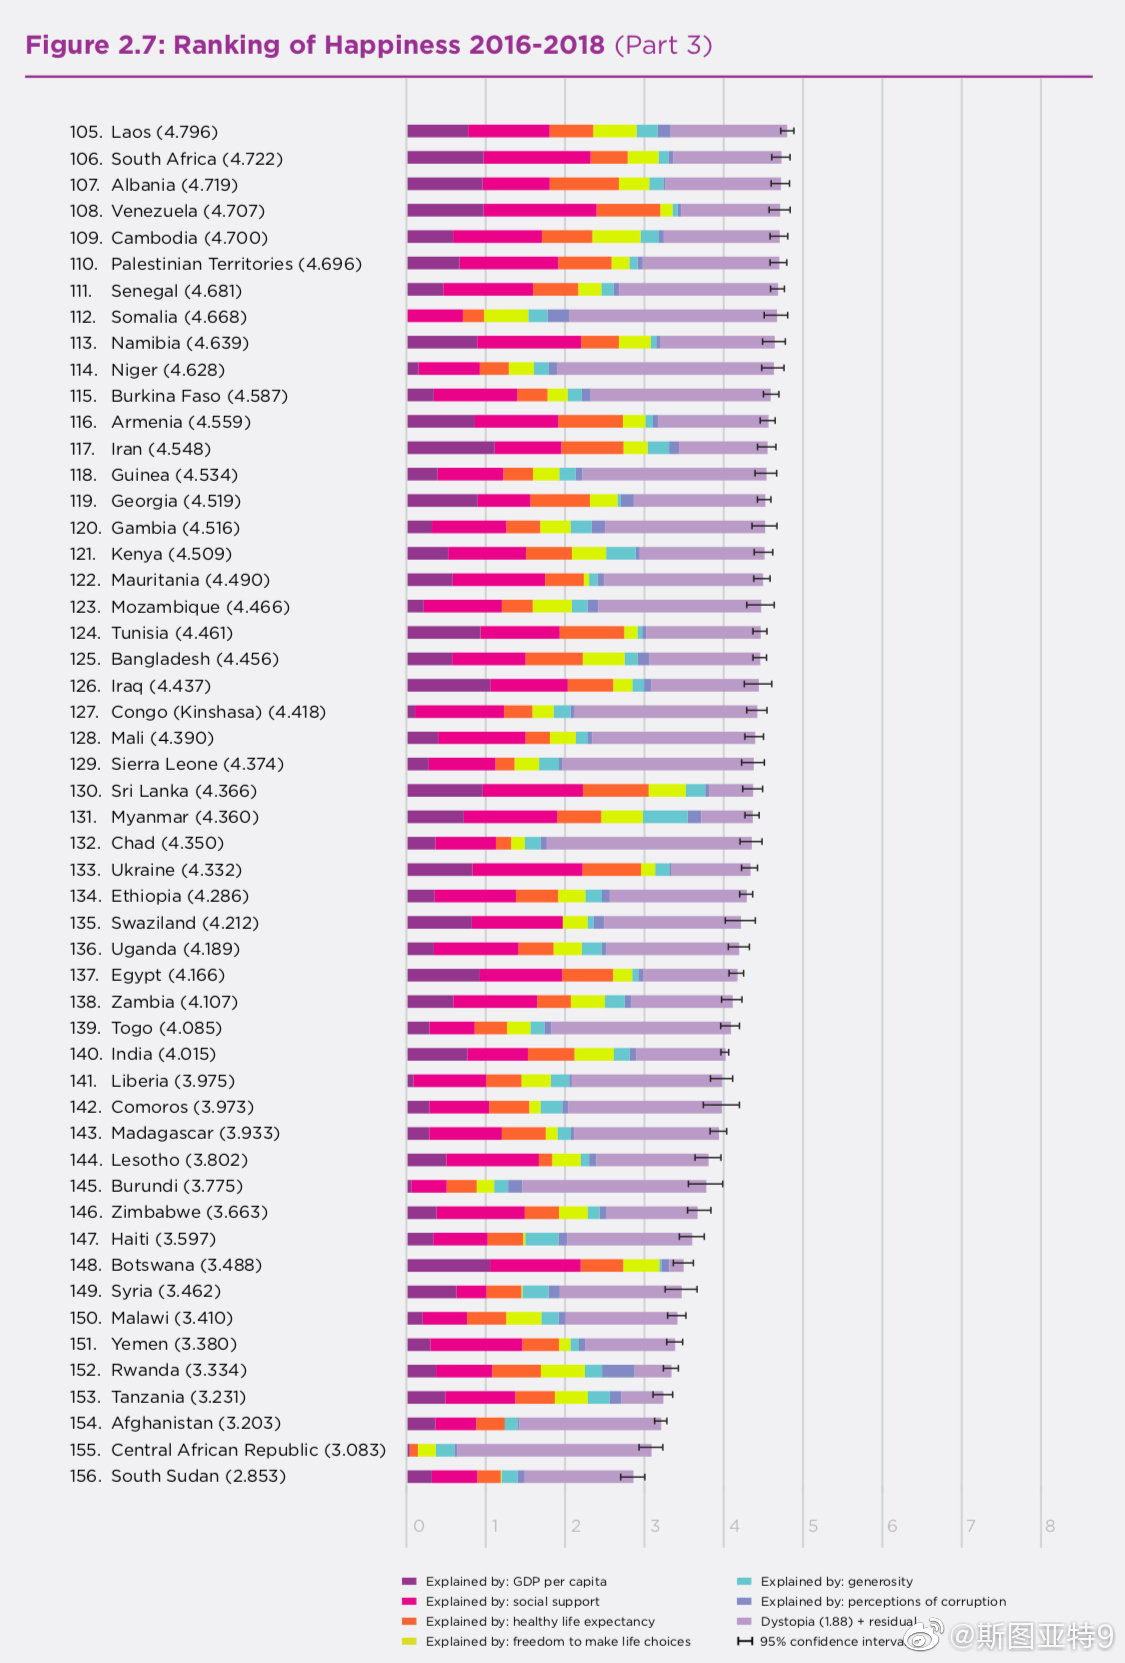 Figure 2.7: Ranking of Happiness 2016-2018 (Part 3)
105. Laos (4.796)
106. South Africa (4.722)
107. Albania (4.719)
108. Venezuela (4.707)
109. Cambodia (4.700)
110. Palestinian Territories (4.696)
111. Senegal (4.681)
112. Somalia (4.668)
113. Namibia (4.639)
114. Niger (4.628)
115. Burkina Faso (4.587)
116. Armenia (4.559)
117. Iran (4.548)
118. Guinea (4.534)
119. Georgia (4.519)
120. Gambia (4.516)
121. Kenya (4.509)
122. Mauritania (4.490)
123. Mozambique (4.466)
124. Tunisia (4.461)
125. Bangladesh (4.456)
126. Iraq (4.437)
127. Congo (Kinshasa) (4.418)
128. Mali (4.390)
129. Sierra Leone (4.374)
130. Sri Lanka (4.366)
131. Myanmar (4.360)
132. Chad (4.350)
133. Ukraine (4.332)
134. Ethiopia (4.286)
135. Swaziland (4.212)
136. Uganda (4.189)
137. Egypt (4.166)
138. Zambia (4.107)
139. Togo (4.085)
140. India (4.015)
141. Liberia (3.975)
142. Comoros (3.973)
143. Madagascar (3.933)
144. Lesotho (3.802)
145. Burundi (3.775)
146. Zimbabwe (3.663)
147. Haiti (3.597)
148. Botswana (3.488)
149. Syria (3.462)
150. Malawi (3.410)
151. Yemen (3.380)
152. Rwanda (3.334)
153. Tanzania (3.231)
154. Afghanistan (3.203)
155. Central African Republic (3.083)
156. South Sudan (2.853)
0 1 2 3 4 5 6 7 8
Explained by: GDP per capita
Explained by: social support
Explained by: healthy life expectancy
Explained by: freedom to make life choices
Explained by: generosity
Explained by: perceptions of corruption
Dystopia (1.88) + residual
95% confidence
@斯图亚特9